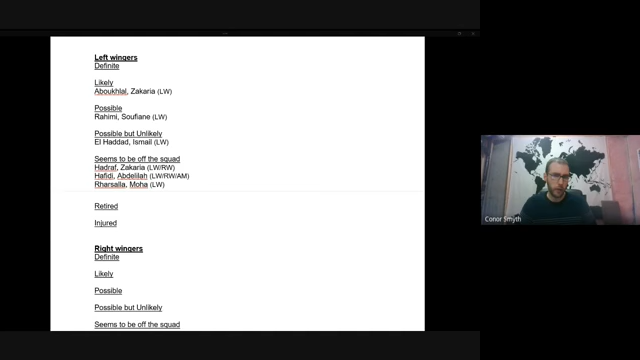 Left wingers
Definite
Likely
Aboukhlal, Zakaria (LW)
Possible
Rahimi, Soufiane (LW)
Possible but Unlikely
El Haddad, Ismail (LW)
Seems to be off the squad
Hadraf, Zakaria (LW/RW)
Hafidi, Abdelilah (LW/RW/AM)
Rharsalla, Moha (LW)
Retired
Injured
Right wingers
Definite
Likely
Possible
Possible but Unlikely
Seems to be off the squad
Conor Smyth